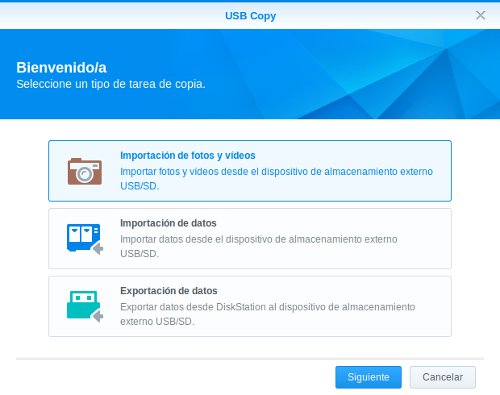 USB Copy
Bienvenido/a
Seleccione un tipo de tarea de copia.
Importación de fotos y vídeos
Importar fotos y vídeos desde el dispositivo de almacenamiento externo
USB/SD.
Importación de datos
Importar datos desde el dispositivo de almacenamiento externo
USB/SD.
Exportación de datos
Exportar datos desde DiskStation al dispositivo de almacenamiento
externo USB/SD.
Siguiente
Cancelar